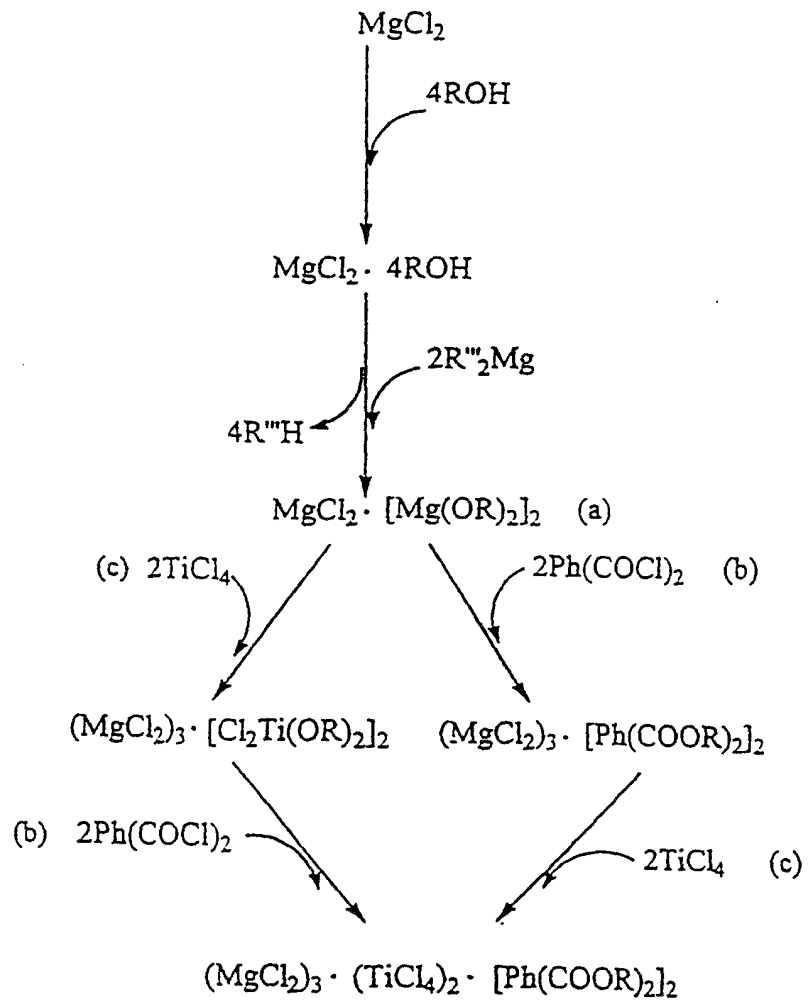 MgCl₂
4ROH
MgCl₂· 4ROH
2R'''₂Mg
4R'''H
MgCl₂· [Mg(OR)₂]₂ (a)
(c) 2TiCl₄ 2Ph(COCl)₂ (b)
(MgCl₂)₃· [Cl₂Ti(OR)₂]₂ (MgCl₂)₃· [Ph(COOR)₂]₂
(b) 2Ph(COCl)₂ 2TiCl₄ (c)
(MgCl₂)₃· (TiCl₄)₂· [Ph(COOR)₂]₂